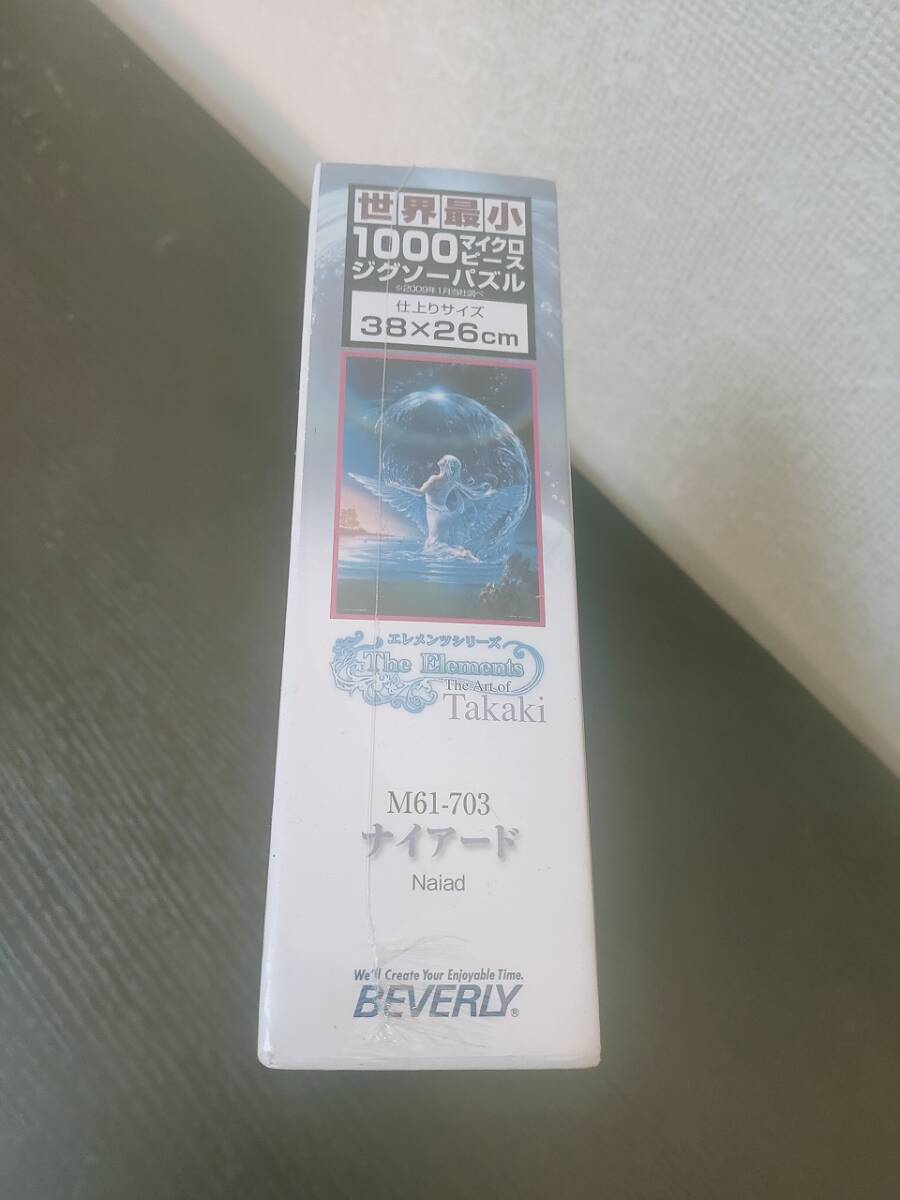 世界最小
1000マイクロピース
ジグソーパズル
※2009年1月当社調べ
仕上りサイズ
38×26cm
エレメンツシリーズ
The Elements
The Art of
Takaki
M61-703
ナイアード
Naiad
We'll Create Your Enjoyable Time.
BEVERLY®